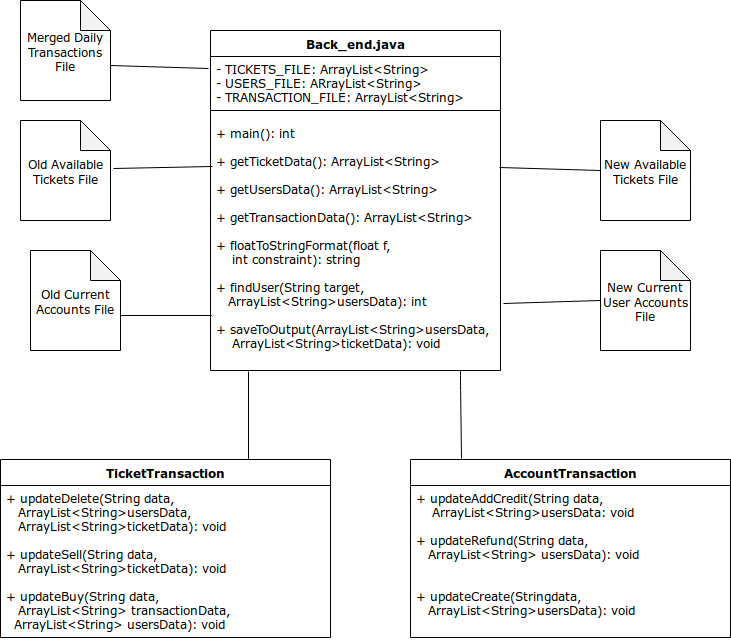 Merged Daily
Transactions
File
Old Available
Tickets File
Old Current
Accounts File
Back_end.java
- TICKETS_FILE: ArrayList<String>
- USERS_FILE: ARrayList<String>
- TRANSACTION_FILE: ArrayList<String>
+ main(): int
+ getTicketData(): ArrayList<String>
+ getUsersData(): ArrayList<String>
+ getTransactionData(): ArrayList<String>
+ floatToStringFormat(float f,
int constraint): string
+ findUser(String target,
ArrayList<String>usersData): int
+ saveToOutput(ArrayList<String>usersData,
ArrayList<String>ticketData): void
New Available
Tickets File
New Current
User Accounts
File
TicketTransaction
+ updateDelete(String data,
ArrayList<String>usersData,
ArrayList<String>ticketData): void
+ updateSell(String data,
ArrayList<String>ticketData): void
+ updateBuy(String data,
ArrayList<String> transactionData,
ArrayList<String> usersData): void
AccountTransaction
+ updateAddCredit(String data,
ArrayList<String>usersData: void
+ updateRefund(String data,
ArrayList<String> usersData): void
+ updateCreate(Stringdata,
ArrayList<String>usersData): void